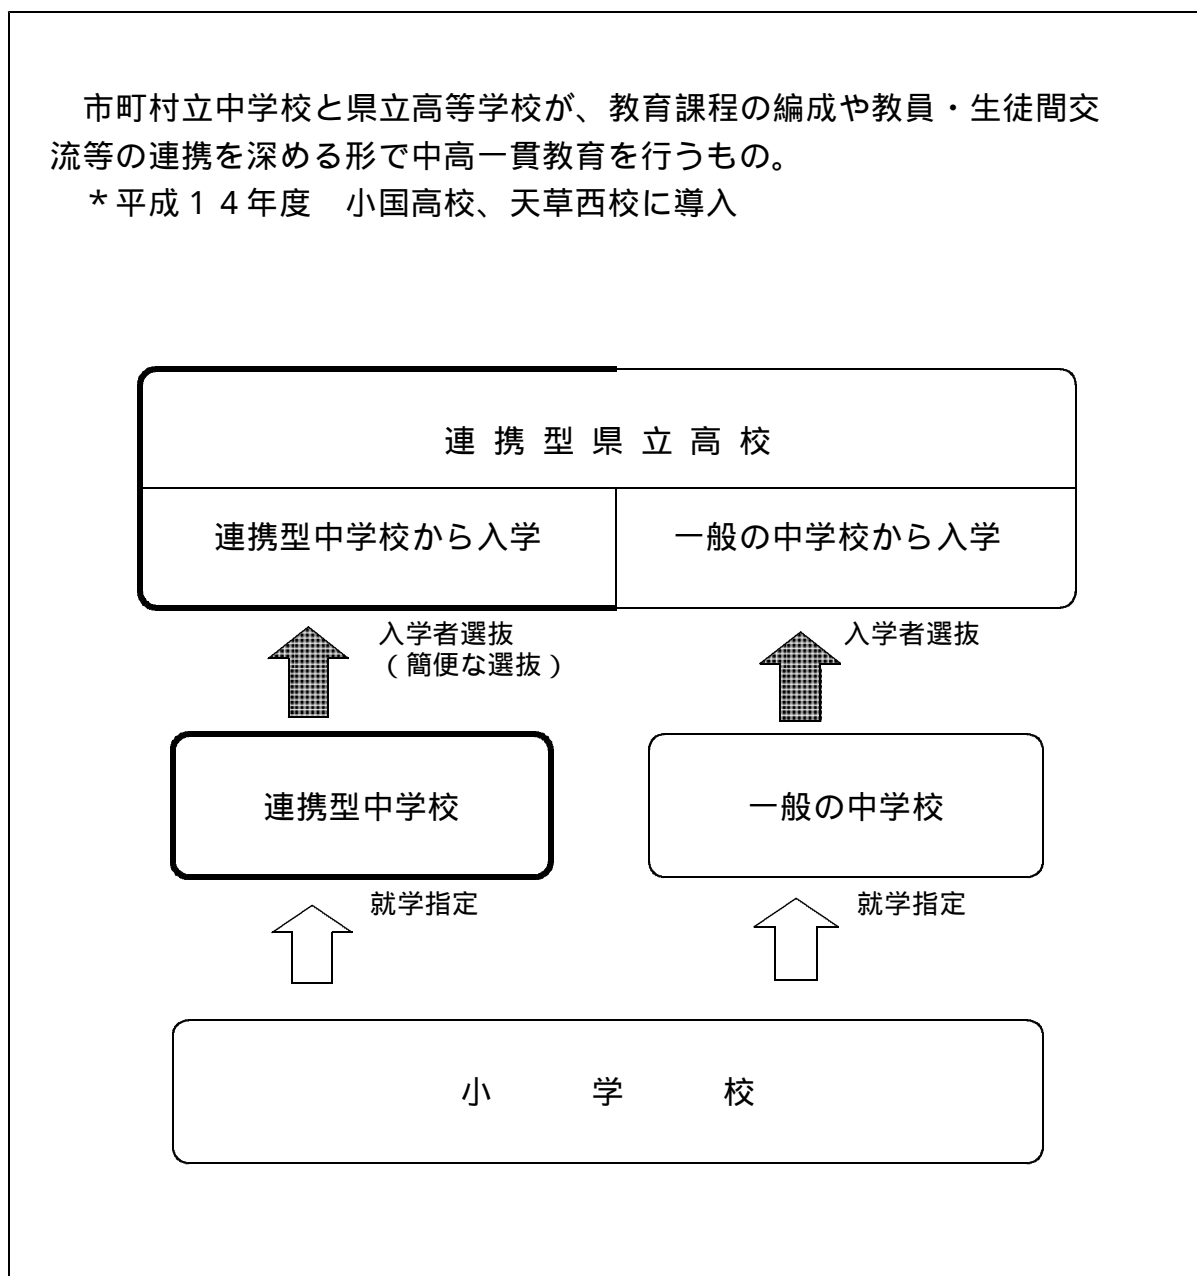 市町村立中学校と県立高等学校が、教育課程の編成や教員・生徒間交
流等の連携を深める形で中高一貫教育を行うもの。
＊平成１４年度　小国高校、天草西校に導入
連 携 型 県 立 高 校
連携型中学校から入学　一般の中学校から入学
入学者選抜
（簡便な選抜）
入学者選抜
連携型中学校　一般の中学校
就学指定　就学指定
小　学　校